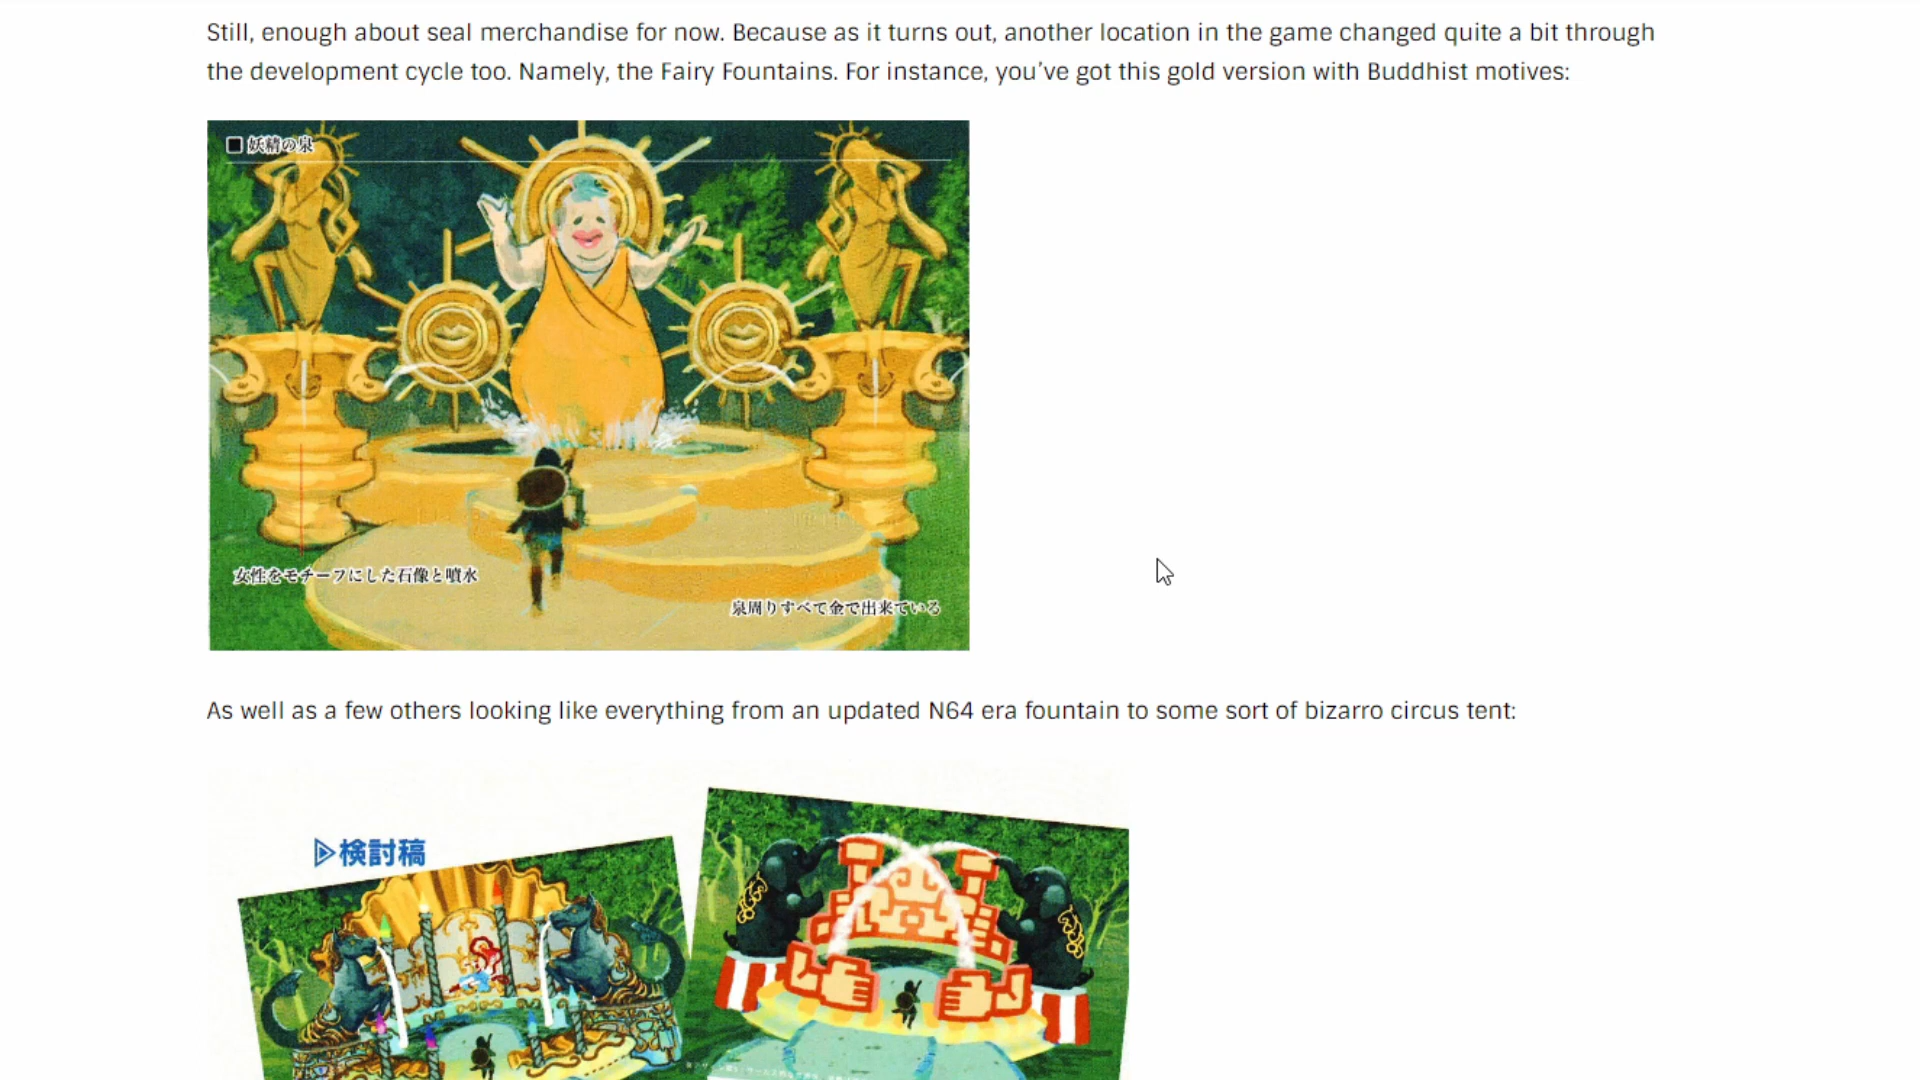 Still, enough about seal merchandise for now. Because as it turns out, another location in the game changed quite a bit through
the development cycle too. Namely, the Fairy Fountains. For instance, you’ve got this gold version with Buddhist motives:
■ 妖精の泉
女性をモチーフにした石像と噴水
泉周りすべて金で出来ている
As well as a few others looking like everything from an updated N64 era fountain to some sort of bizarro circus tent:
▷検討稿